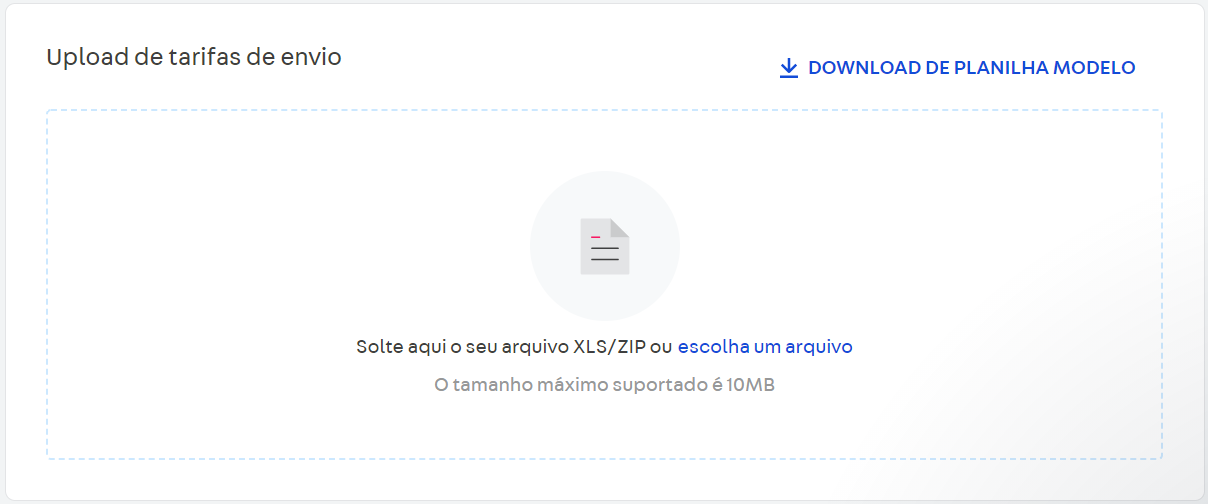 Upload de tarifas de envio
DOWNLOAD DE PLANILHA MODELO
Solte aqui o seu arquivo XLS/ZIP ou escolha um arquivo
O tamanho máximo suportado é 10MB